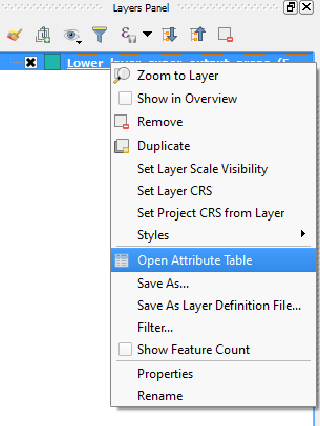 Layers Panel
Lower
Zoom to Layer
Show in Overview
Remove
Duplicate
Set Layer Scale Visibility
Set Layer CRS
Set Project CRS from Layer
Styles
Open Attribute Table
Save As...
Save As Layer Definition File...
Filter...
Show Feature Count
Properties
Rename